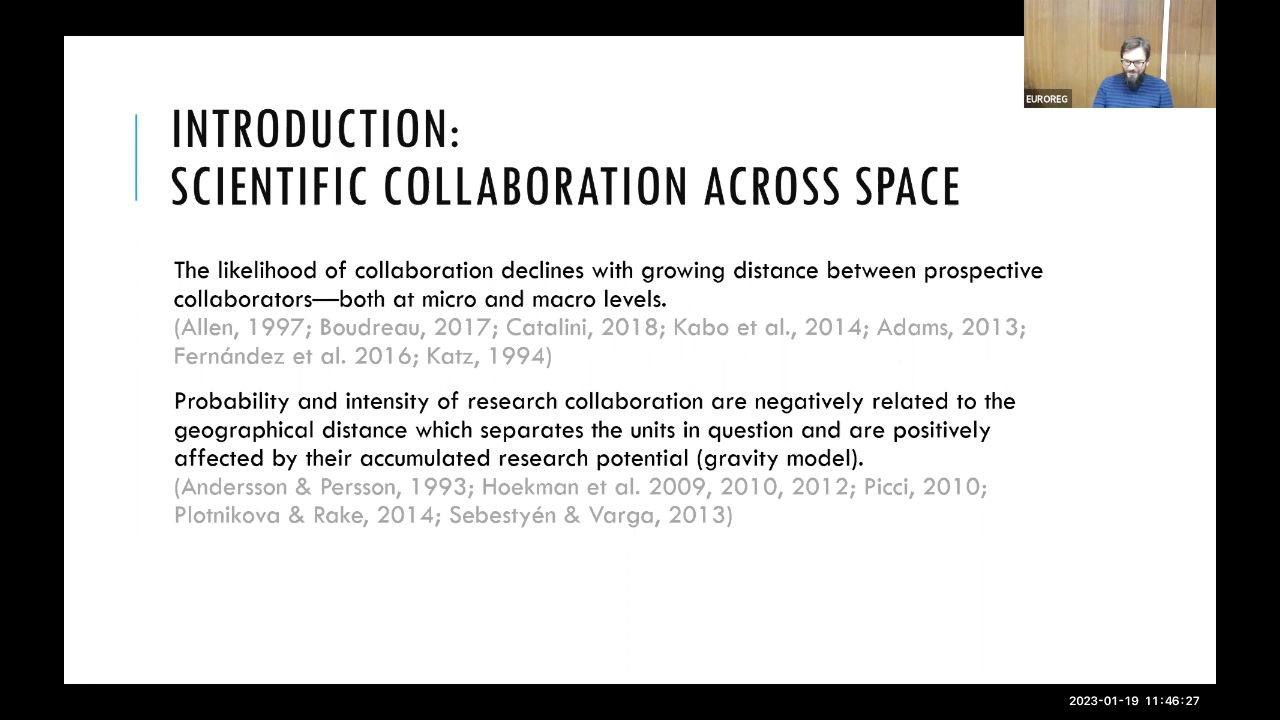 INTRODUCTION:
SCIENTIFIC COLLABORATION ACROSS SPACE
EUROREG
The likelihood of collaboration declines with growing distance between prospective
collaborators—both at micro and macro levels.
(Allen, 1997; Boudreau, 2017; Catalini, 2018; Kabo et al., 2014; Adams, 2013;
Fernández et al. 2016; Katz, 1994)
Probability and intensity of research collaboration are negatively related to the
geographical distance which separates the units in question and are positively
affected by their accumulated research potential (gravity model).
(Andersson & Persson, 1993; Hoekman et al. 2009, 2010, 2012; Picci, 2010;
Plotnikova & Rake, 2014; Sebestyén & Varga, 2013)
2023-01-19 11:46:27